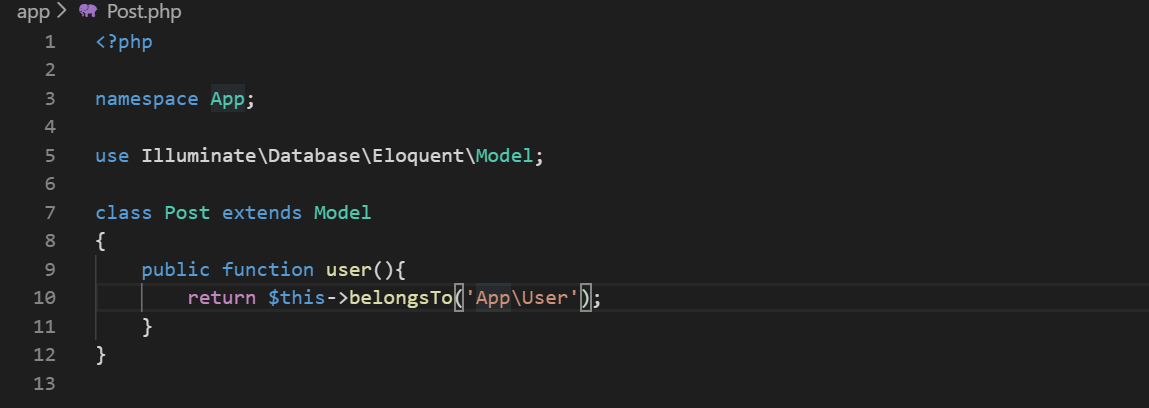 app > Post.php
1 <?php
2
3 namespace App;
4
5 use Illuminate\Database\Eloquent\Model;
6
7 class Post extends Model
8 {
9     public function user(){
10         return $this->belongsTo('App\User');
11     }
12 }
13